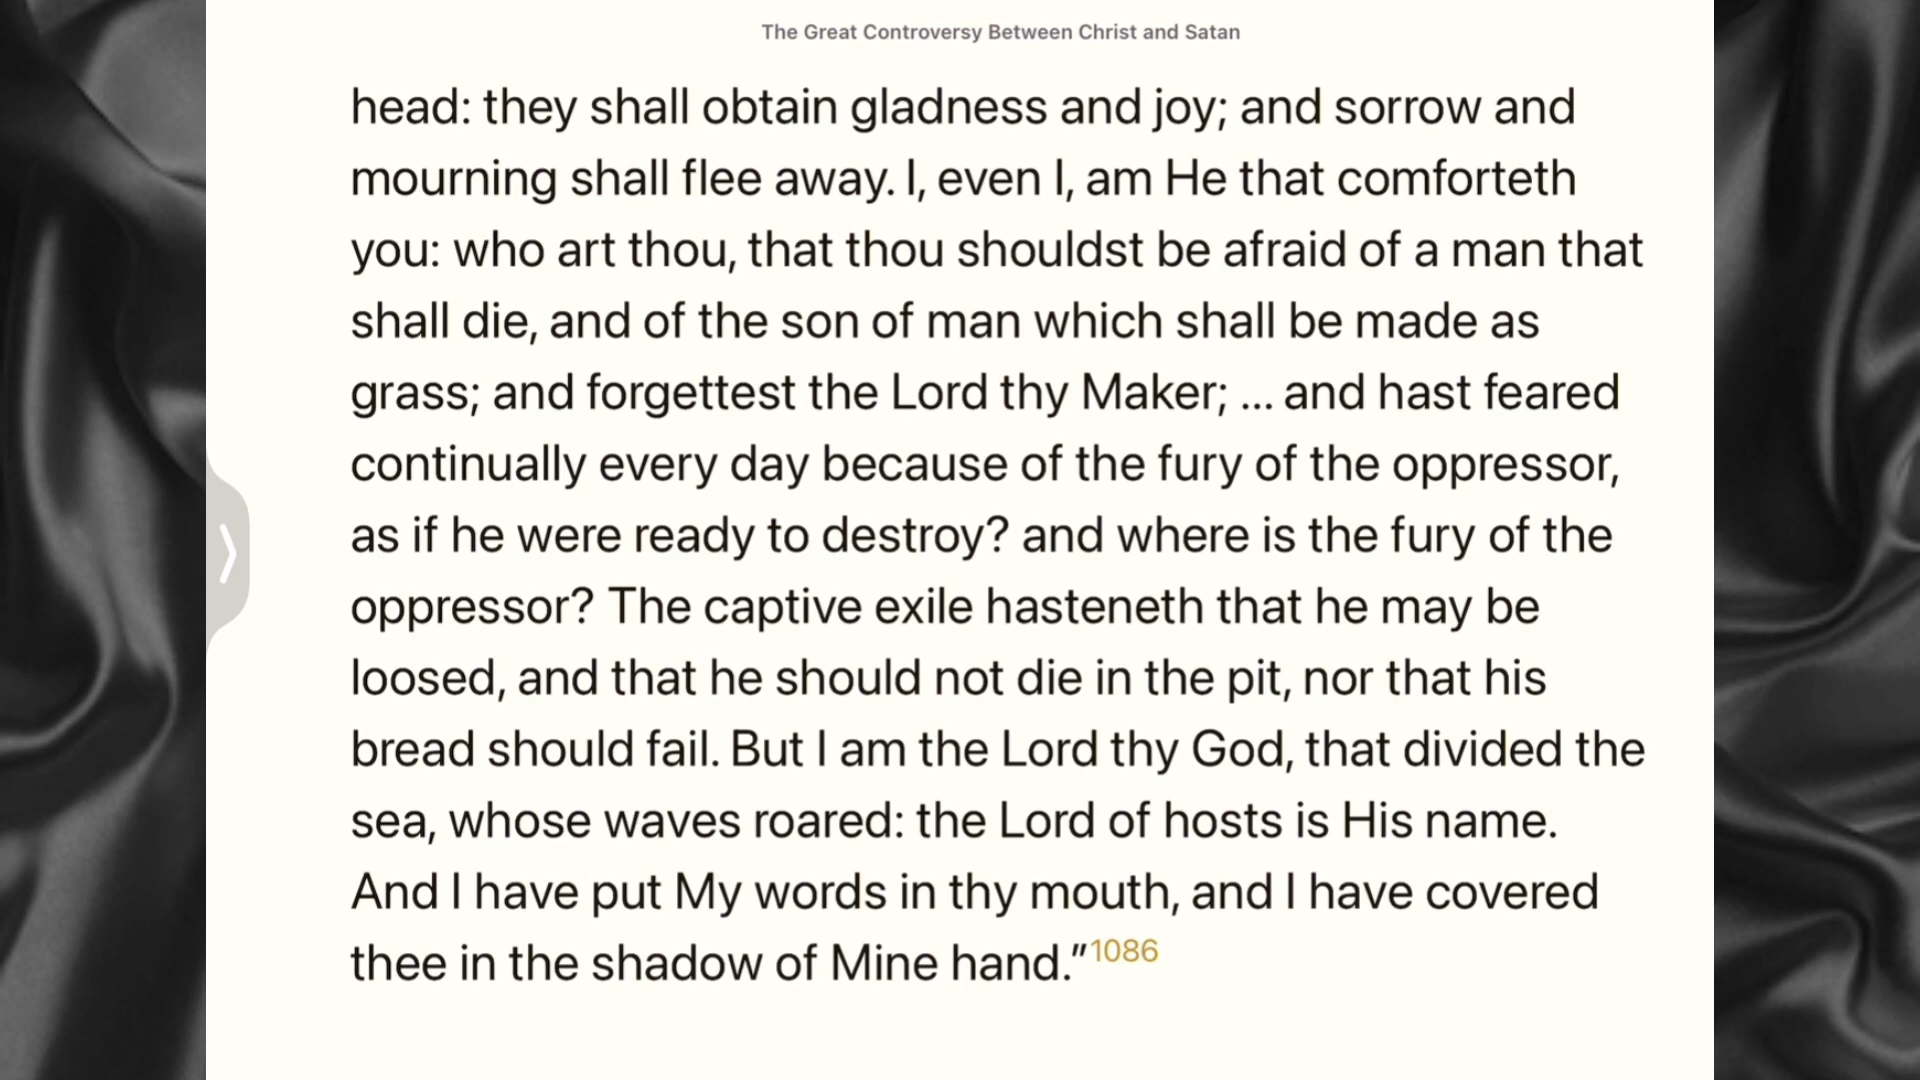 The Great Controversy Between Christ and Satan
head: they shall obtain gladness and joy; and sorrow and
mourning shall flee away. I, even I, am He that comforteth
you: who art thou, that thou shouldst be afraid of a man that
shall die, and of the son of man which shall be made as
grass; and forgettest the Lord thy Maker; ... and hast feared
continually every day because of the fury of the oppressor,
as if he were ready to destroy? and where is the fury of the
oppressor? The captive exile hasteneth that he may be
loosed, and that he should not die in the pit, nor that his
bread should fail. But I am the Lord thy God, that divided the
sea, whose waves roared: the Lord of hosts is His name.
And I have put My words in thy mouth, and I have covered
thee in the shadow of Mine hand.”1086